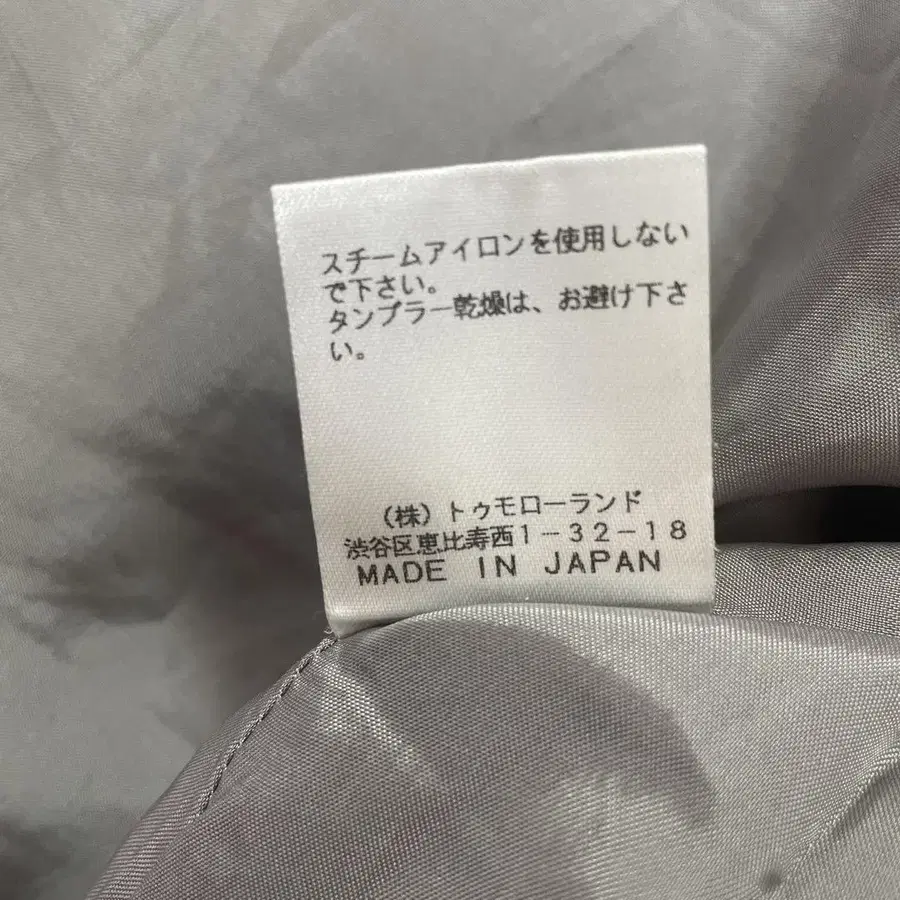 スチームアイロンを使用しない
で下さい。
タンブラー乾燥は、お避け下さ
い。
（株）トゥモローランド
渋谷区恵比寿西1-32-18
MADE IN JAPAN